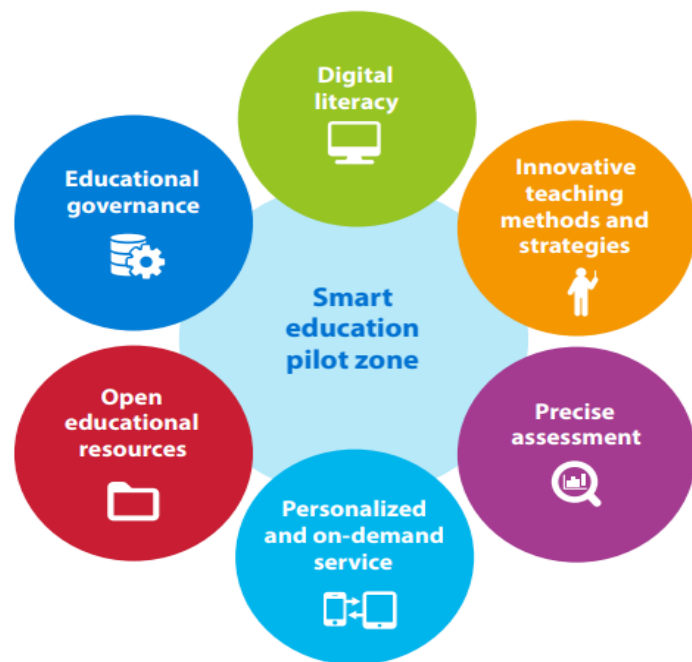 Digital
literacy
Innovative
teaching
methods and
strategies
Precise
assessment
Personalized
and on-demand
service
Open
educational
resources
Educational
governance
Smart
education
pilot zone